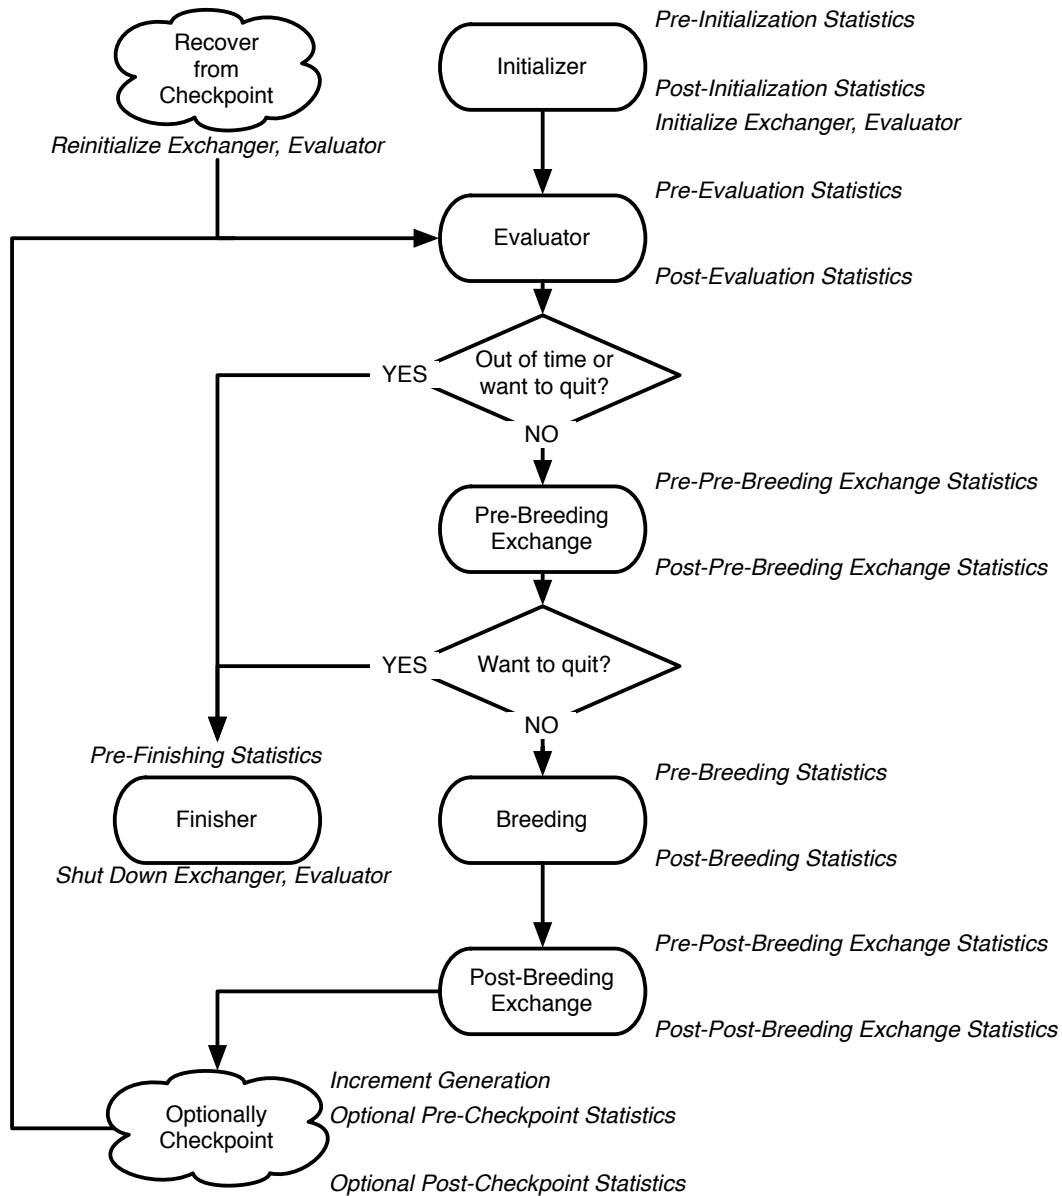 Recover
from
Checkpoint
Reinitialize Exchanger, Evaluator
Pre-Initialization Statistics
Initializer
Post-Initialization Statistics
Initialize Exchanger, Evaluator
Pre-Evaluation Statistics
Evaluator
Post-Evaluation Statistics
Out of time or
want to quit?
YES
NO
Pre-Pre-Breeding Exchange Statistics
Pre-Breeding
Exchange
Post-Pre-Breeding Exchange Statistics
Want to quit?
YES
NO
Pre-Finishing Statistics
Finisher
Shut Down Exchanger, Evaluator
Pre-Breeding Statistics
Breeding
Post-Breeding Statistics
Pre-Post-Breeding Exchange Statistics
Post-Breeding
Exchange
Post-Post-Breeding Exchange Statistics
Increment Generation
Optional Pre-Checkpoint Statistics
Optionally
Checkpoint
Optional Post-Checkpoint Statistics